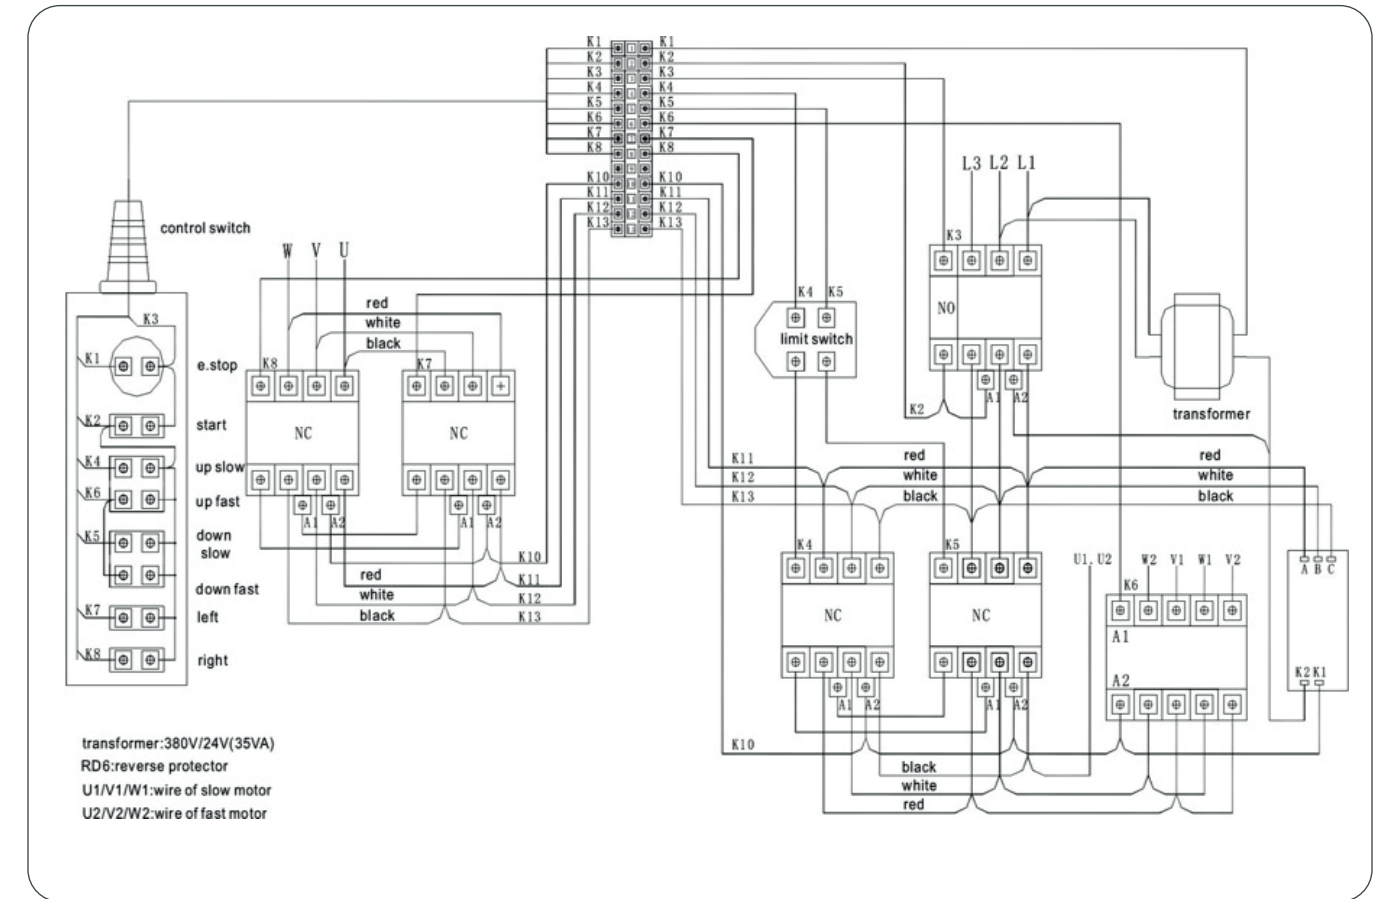 K1 K1
K2 K2
K3 K3
K4 K4
K5 K5
K6 K6
K7 K7
K8 K8
K10 K10
K11 K11
K12 K12
K13 K13
L3 L2 L1
control switch
W V U
K3
K4 K5
limit switch
NO
transformer
K3
K1
e.stop
K2
start
K4
up slow
K6
up fast
K5
down
slow
down fast
K7
left
K8
right
red
white
black
K8 K7
NC NC
A1 A2 A1 A2
K10
red K11
white K12
black K13
A1 A2
K2
K11 red red
K12 white white
K13 black black
K4 K5
NC NC
A1 A2 A1 A2
U1. U2 W2 V1 W1 V2
K6
A1
A2
A B C
K2 K1
K10
black
white
red
transformer:380V/24V(35VA)
RD6:reverse protector
U1/V1/W1:wire of slow motor
U2/V2/W2:wire of fast motor